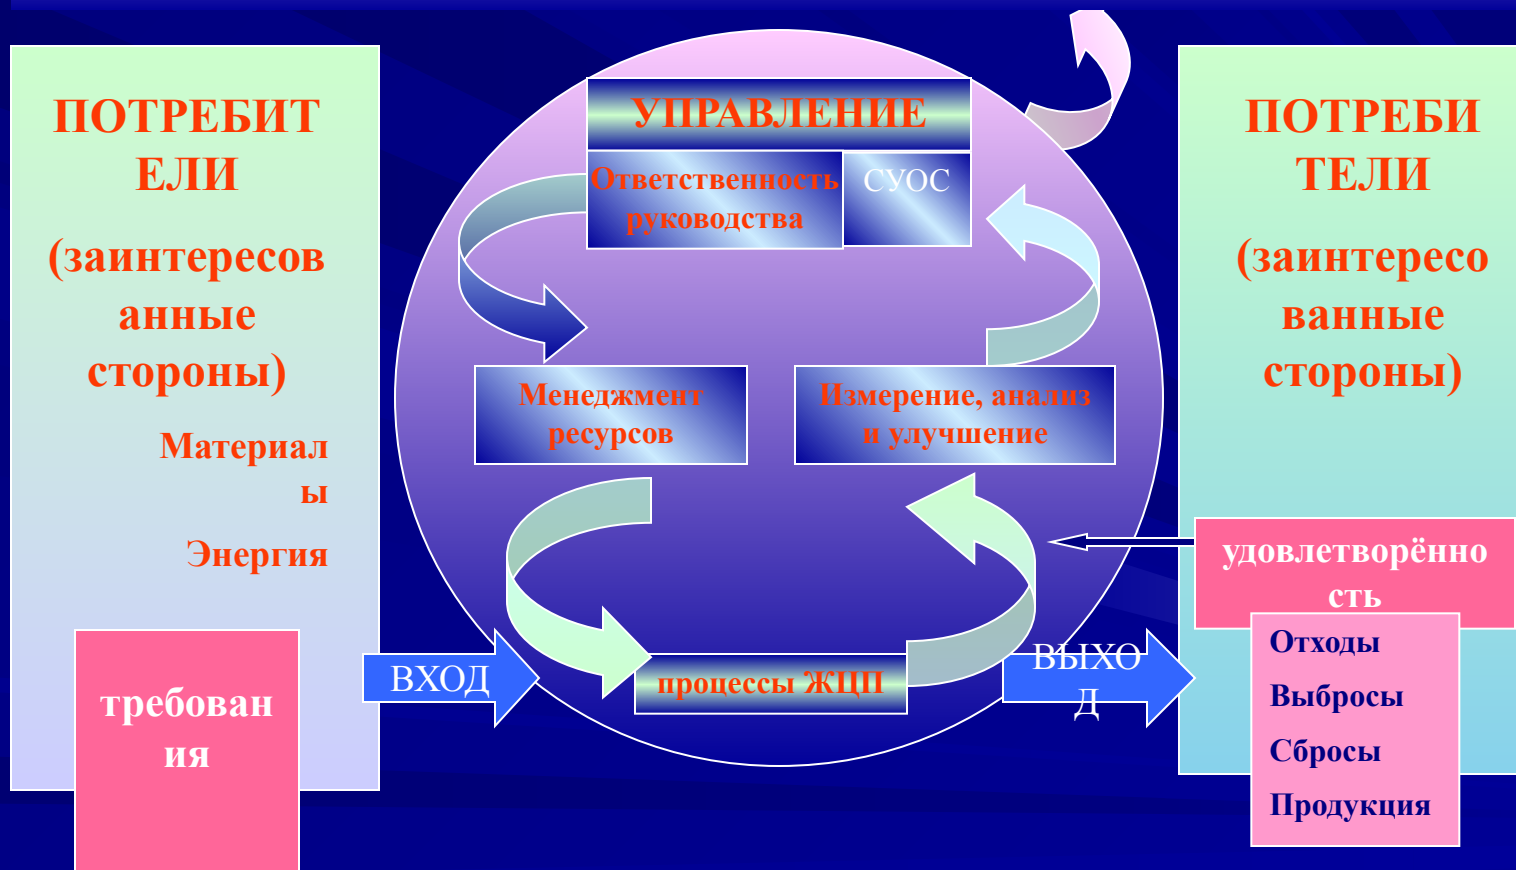 ПОТРЕБИТ
ЕЛИ
(заинтересов
анные
стороны)
Материал
ы
Энергия
требован
ия
ВХОД
УПРАВЛЕНИЕ
Ответственность
руководства
СУОС
Менеджмент
ресурсов
Измерение, анализ
и улучшение
процессы ЖЦП
ВЫХО
Д
ПОТРЕБИ
ТЕЛИ
(заинтересо
ванные
стороны)
удовлетворённо
сть
Отходы
Выбросы
Сбросы
Продукция